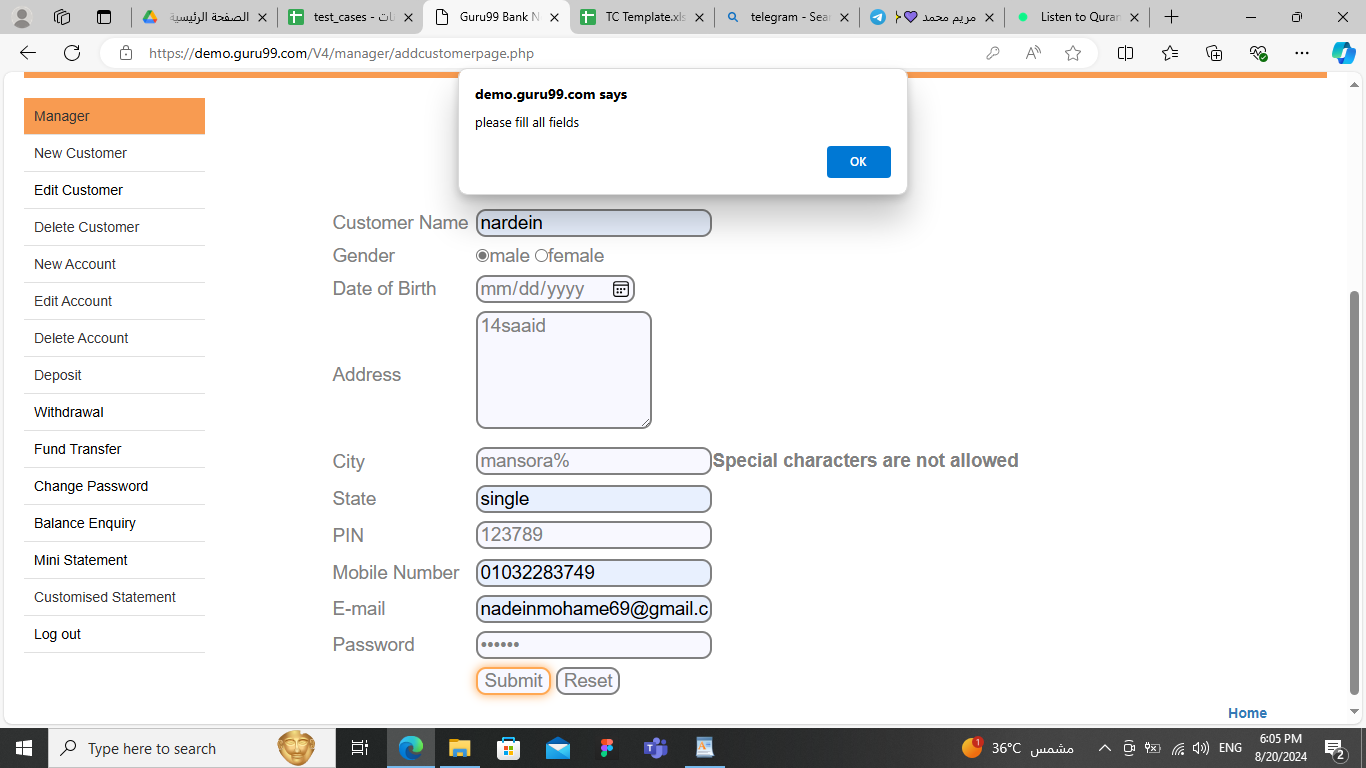 الصفحة الرئيسية
test_cases - ات
Guru99 Bank N
TC Template.xls
telegram - Sear
مريم محمد
Listen to Quran
https://demo.guru99.com/V4/manager/addcustomerpage.php
demo.guru99.com says
please fill all fields
OK
Manager
New Customer
Edit Customer
Delete Customer
New Account
Edit Account
Delete Account
Deposit
Withdrawal
Fund Transfer
Change Password
Balance Enquiry
Mini Statement
Customised Statement
Log out
Customer Name nardein
Gender male female
Date of Birth mm/dd/yyyy
Address 14saaid
City mansora% Special characters are not allowed
State single
PIN 123789
Mobile Number 01032283749
E-mail nadeinmohame69@gmail.c
Password ••••••
Submit Reset
Home
Type here to search
1
36°C مشمس
ENG
6:05 PM
8/20/2024
2